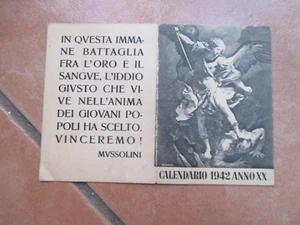 IN QVESTA IMMA=
NE BATTAGLIA
FRA L'ORO E IL
SANGVE, L'IDDIO
GIVSTO CHE VI=
VE NELL'ANIMA
DEI GIOVANI PO=
POLI HA SCELTO.
VINCEREMO!
MVSSOLINI
CALENDARIO 1942 ANNO XX